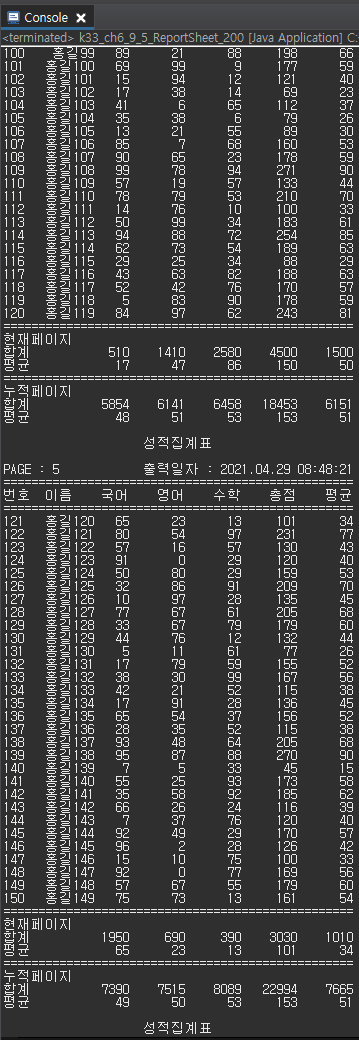 Console
<terminated> k33_ch6_9_5_ReportSheet_200 [Java Application] C:
100 홍길99 89 21 88 198 66
101 홍길100 69 99 9 177 59
102 홍길101 15 94 12 121 40
103 홍길102 17 38 14 69 23
104 홍길103 41 6 65 112 37
105 홍길104 35 38 6 79 26
106 홍길105 13 21 55 89 30
107 홍길106 85 7 68 160 53
108 홍길107 90 65 23 178 59
109 홍길108 99 78 94 271 90
110 홍길109 57 19 57 133 44
111 홍길110 78 79 53 210 70
112 홍길111 14 76 10 100 33
113 홍길112 50 99 34 183 61
114 홍길113 94 88 72 254 85
115 홍길114 62 73 54 189 63
116 홍길115 29 25 34 88 29
117 홍길116 43 63 82 188 63
118 홍길117 52 42 76 170 57
119 홍길118 5 83 90 178 59
120 홍길119 84 97 62 243 81
현재페이지
합계 510 1410 2580 4500 1500
평균 17 47 86 150 50
누적페이지
합계 5854 6141 6458 18453 6151
평균 48 51 53 153 51
성적집계표
PAGE : 5 출력일자 : 2021.04.29 08:48:21
번호 이름 국어 영어 수학 총점 평균
121 홍길120 65 23 13 101 34
122 홍길121 80 54 97 231 77
123 홍길122 57 16 57 130 43
124 홍길123 91 0 29 120 40
125 홍길124 50 80 29 159 53
126 홍길125 32 86 91 209 70
127 홍길126 10 97 28 135 45
128 홍길127 77 67 61 205 68
129 홍길128 33 67 79 179 60
130 홍길129 44 76 12 132 44
131 홍길130 5 11 61 77 26
132 홍길131 17 79 59 155 52
133 홍길132 38 30 99 167 56
134 홍길133 42 21 52 115 38
135 홍길134 17 91 28 136 45
136 홍길135 65 54 37 156 52
137 홍길136 28 35 52 115 38
138 홍길137 93 48 64 205 68
139 홍길138 95 87 88 270 90
140 홍길139 7 5 33 45 15
141 홍길140 55 25 93 173 58
142 홍길141 35 58 92 185 62
143 홍길142 66 26 24 116 39
144 홍길143 7 37 76 120 40
145 홍길144 92 49 29 170 57
146 홍길145 96 2 28 126 42
147 홍길146 15 10 75 100 33
148 홍길147 92 0 77 169 56
149 홍길148 57 67 55 179 60
150 홍길149 75 73 13 161 54
현재페이지
합계 1950 690 390 3030 1010
평균 65 23 13 101 34
누적페이지
합계 7390 7515 8089 22994 7665
평균 49 50 53 153 51
성적집계표